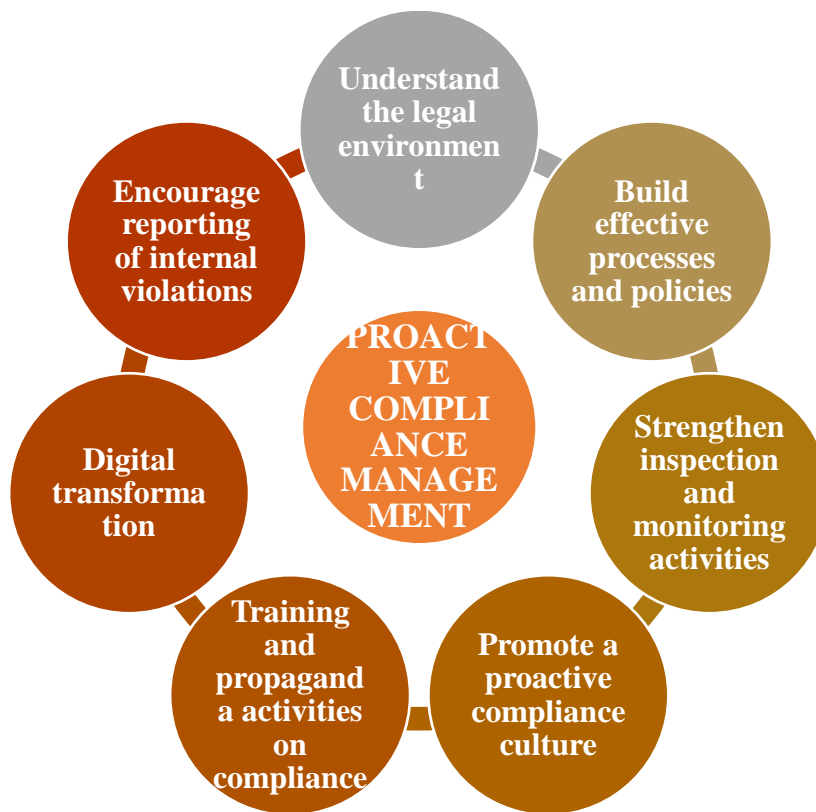 Understand
the legal
environmen
t
Build
effective
processes
and policies
Strengthen
inspection
and
monitoring
activities
Promote a
proactive
compliance
culture
Training
and
propagand
a activities
on
compliance
Digital
transforma
tion
Encourage
reporting
of internal
violations
PROACT
IVE
COMPLI
ANCE
MANAGE
MENT